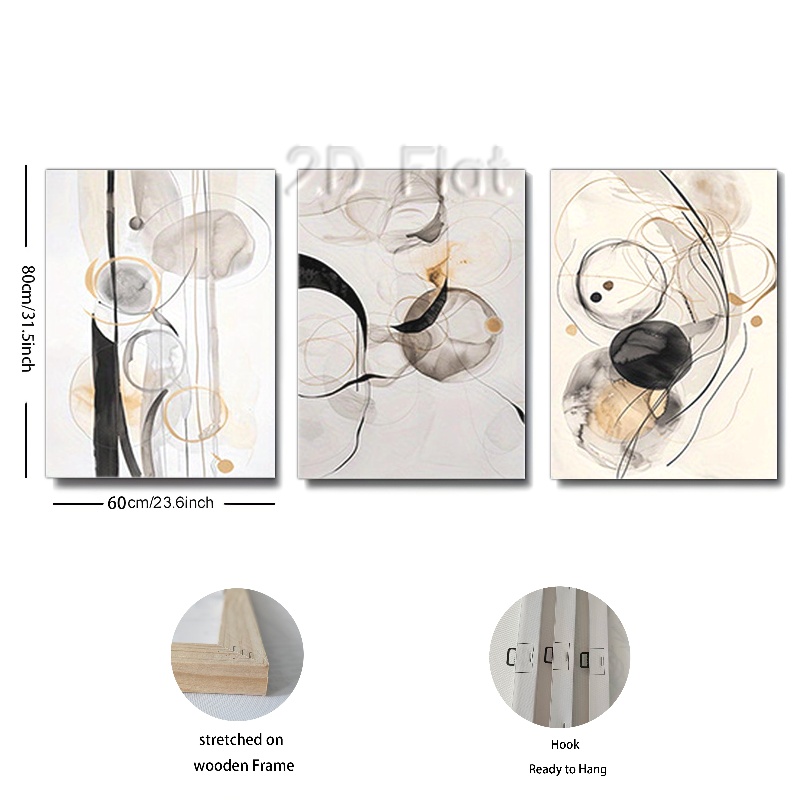 2D Flat
80cm/31.5inch
60cm/23.6inch
stretched on
wooden Frame
Hook
Ready to Hang